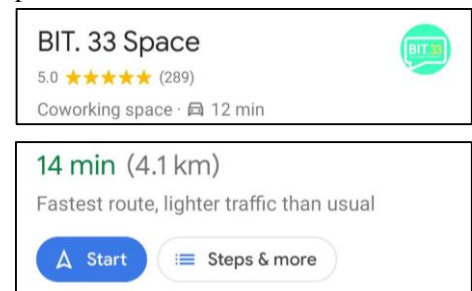 BIT. 33 Space
BIT 33
5.0 ★★★★★ (289)
Coworking space · 12 min
14 min (4.1 km)
Fastest route, lighter traffic than usual
Start
Steps & more